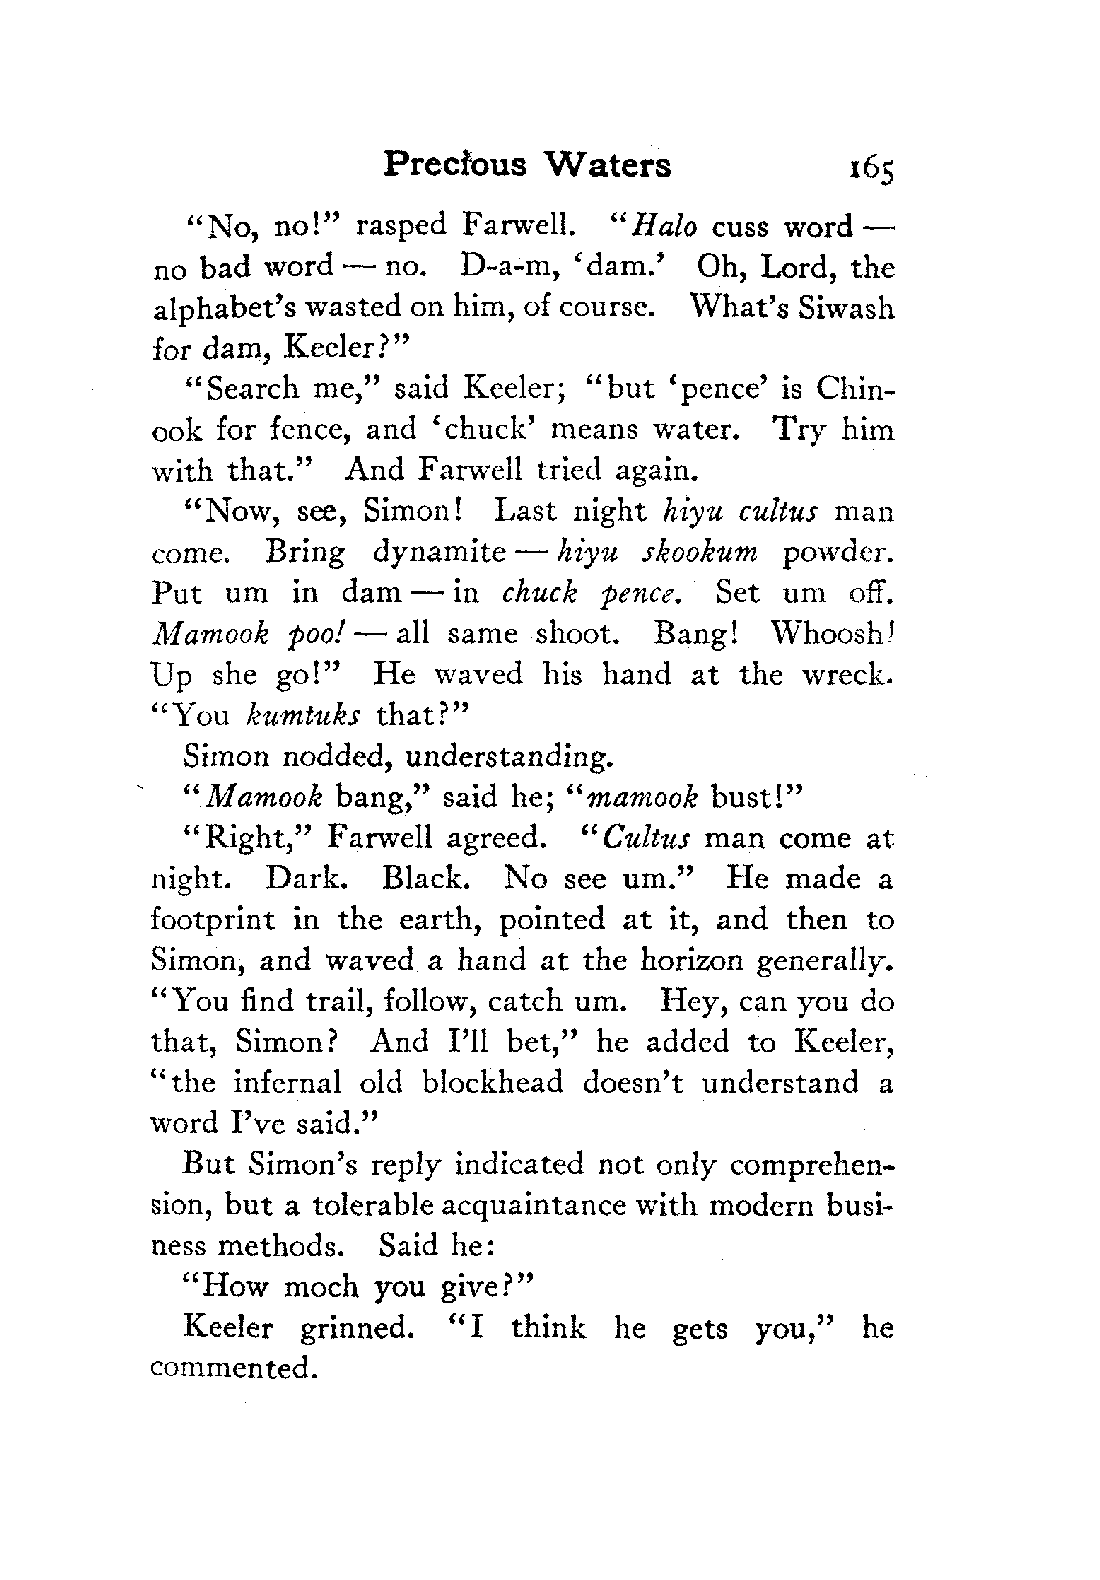 Precious Waters 165
"No, no!" rasped Farwell. "Halo cuss word —
no bad word — no. D-a-m, 'dam.' Oh, Lord, the
alphabet's wasted on him, of course. What's Siwash
for dam, Keeler?"
"Search me," said Keeler; "but 'pence' is Chin-
ook for fence, and 'chuck' means water. Try him
with that." And Farwell tried again.
"Now, see, Simon! Last night hiyu cultus man
come. Bring dynamite — hiyu skookum powder.
Put um in dam — in chuck pence. Set um off.
Mamook poo! — all same shoot. Bang! Whoosh!
Up she go!" He waved his hand at the wreck.
"You kumtuks that?"
Simon nodded, understanding.
"Mamook bang," said he; "mamook bust!"
"Right," Farwell agreed. "Cultus man come at
night. Dark. Black. No see um." He made a
footprint in the earth, pointed at it, and then to
Simon, and waved a hand at the horizon generally.
"You find trail, follow, catch um. Hey, can you do
that, Simon? And I'll bet," he added to Keeler,
"the infernal old blockhead doesn't understand a
word I've said."
But Simon's reply indicated not only comprehen-
sion, but a tolerable acquaintance with modern busi-
ness methods. Said he:
"How moch you give?"
Keeler grinned. "I think he gets you," he
commented.